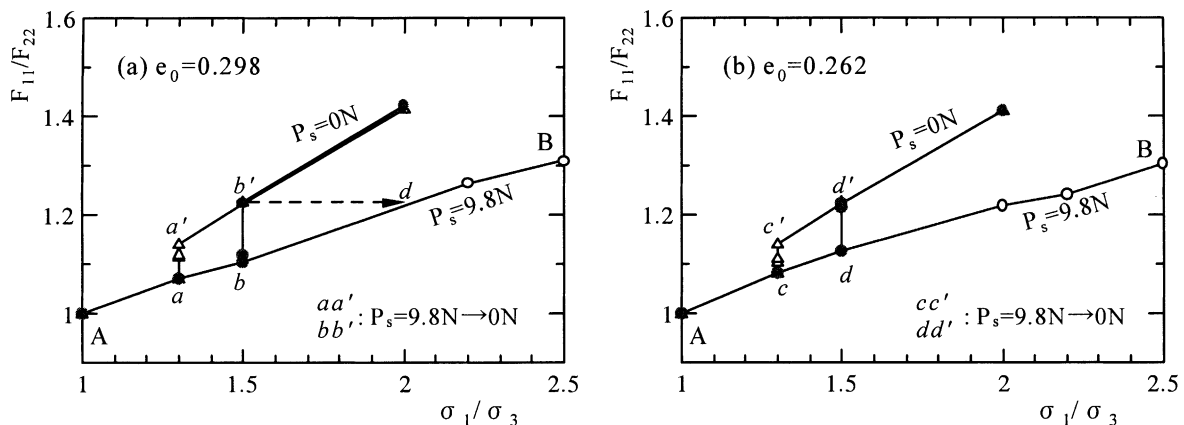 1.6
F₁₁/F₂₂
(a) e₀=0.298
1.4
Pₛ=0N
B
b′
d
Pₛ=9.8N
a′
1.2
a
b
aa′
bb′ : Pₛ=9.8N→0N
1
A
1
1.5
2
2.5
σ₁/σ₃
1.6
F₁₁/F₂₂
(b) e₀=0.262
1.4
Pₛ=0N
B
d′
c′
Pₛ=9.8N
1.2
c
d
cc′
dd′ : Pₛ=9.8N→0N
1
A
1
1.5
2
2.5
σ₁/σ₃